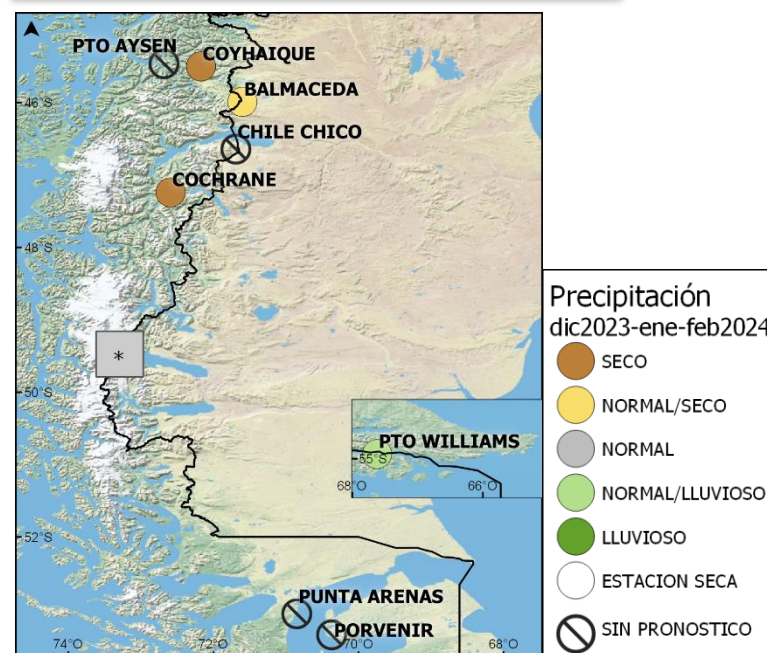 PTO AYSEN
COYHAIQUE
BALMACEDA
46°S
CHILE CHICO
COCHRANE
48°S
*
50°S
PTO WILLIAMS
55°S
68°O
66°O
52°S
PUNTA ARENAS
PORVENIR
74°O
72°O
70°O
68°O
Precipitación
dic2023-ene-feb2024
SECO
NORMAL/SECO
NORMAL
NORMAL/LLUVIOSO
LLUVIOSO
ESTACION SECA
SIN PRONOSTICO